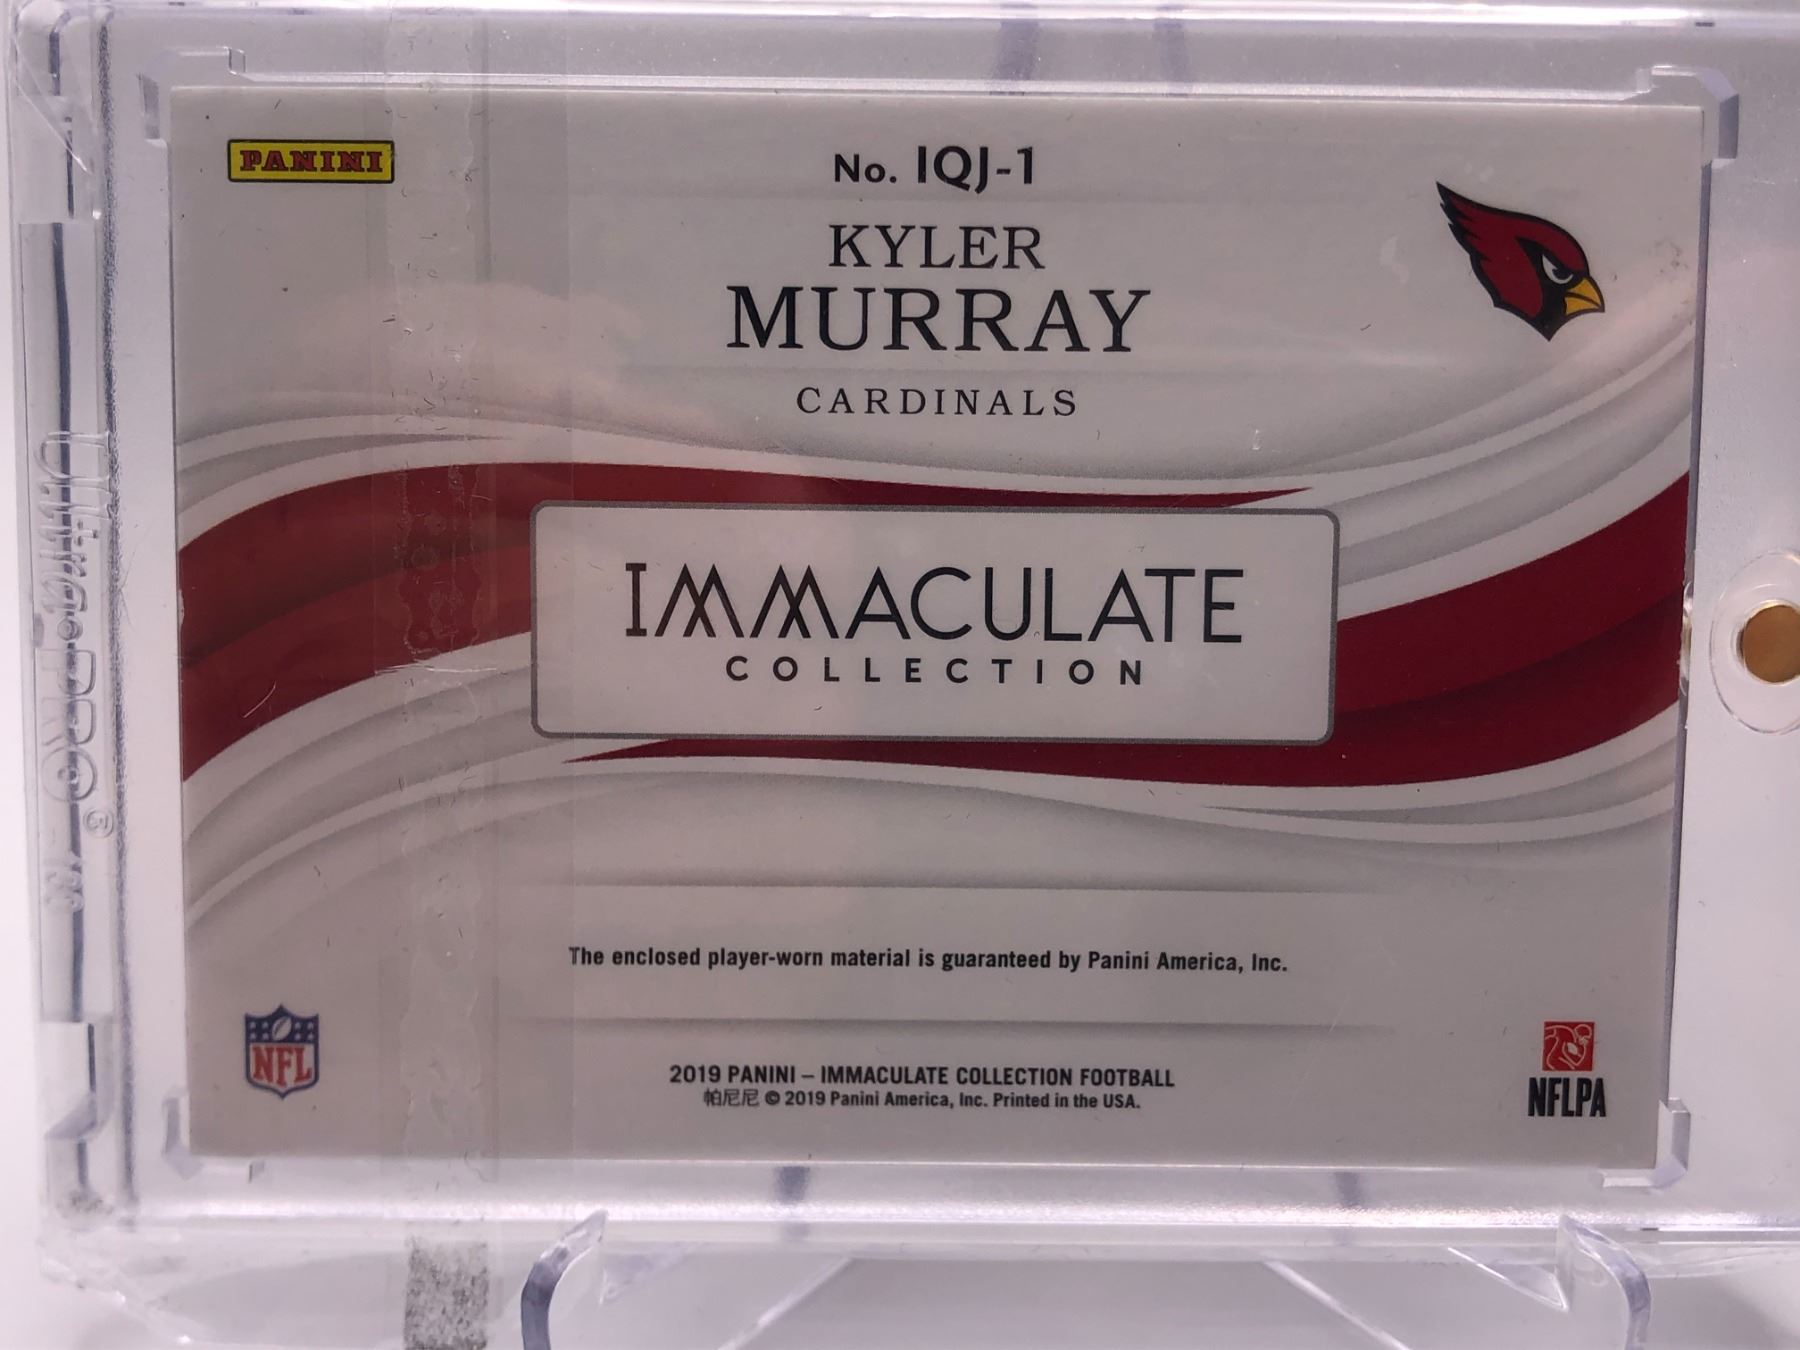 PANINI
No. IQJ-1
KYLER
MURRAY
CARDINALS
IMMACULATE
COLLECTION
The enclosed player-worn material is guaranteed by Panini America, Inc.
NFL
2019 PANINI – IMMACULATE COLLECTION FOOTBALL
帕尼尼 © 2019 Panini America, Inc. Printed in the USA.
NFLPA
Ultra•PRO®